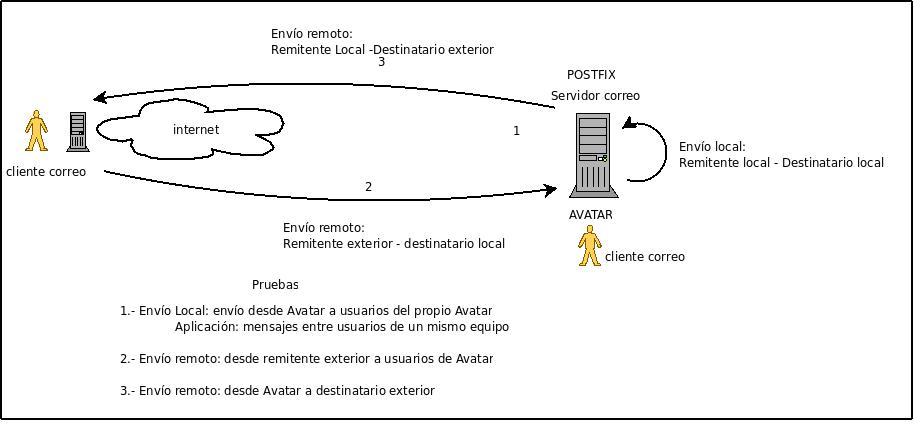 Envío remoto:
Remitente Local -Destinatario exterior
3
POSTFIX
Servidor correo
internet
1
Envío local:
Remitente local - Destinatario local
cliente correo
2
AVATAR
Envío remoto:
Remitente exterior - destinatario local
cliente correo
Pruebas
1.- Envío Local: envío desde Avatar a usuarios del propio Avatar
Aplicación: mensajes entre usuarios de un mismo equipo
2.- Envío remoto: desde remitente exterior a usuarios de Avatar
3.- Envío remoto: desde Avatar a destinatario exterior